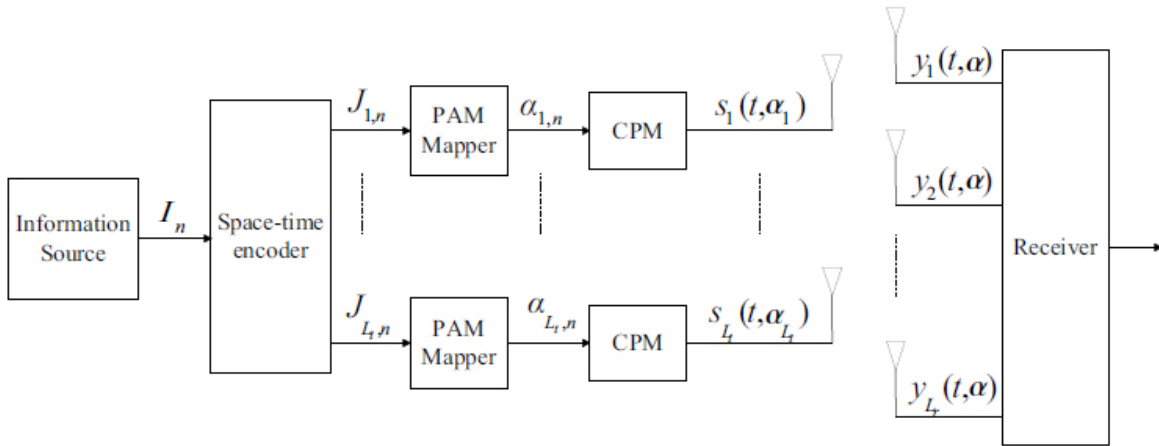 Information
Source
I_n
Space-time
encoder
J_{1,n}
PAM
Mapper
α_{1,n}
CPM
s_1(t,α_1)
J_{L_t,n}
PAM
Mapper
α_{L_t,n}
CPM
s_{L_t}(t,α_{L_t})
y_1(t,α)
y_2(t,α)
y_{L_r}(t,α)
Receiver